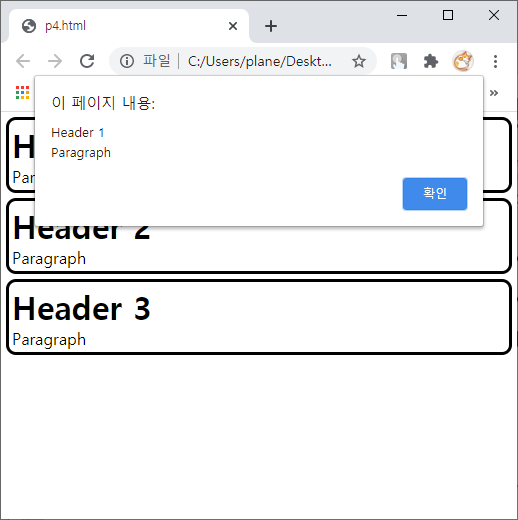 p4.html
파일 C:/Users/plane/Deskt...
이 페이지 내용:
Header 1
Paragraph
확인
H
Par
Header 2
Paragraph
Header 3
Paragraph